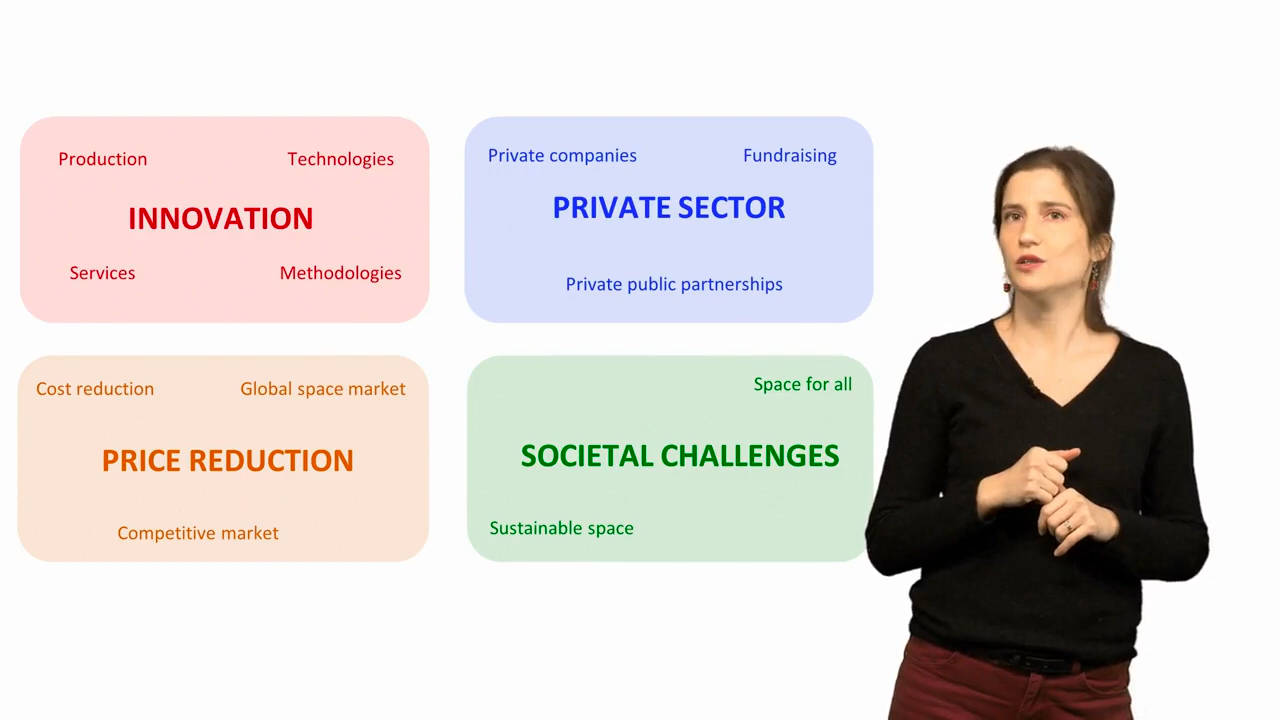 Production
Technologies
INNOVATION
Services
Methodologies
Private companies
Fundraising
PRIVATE SECTOR
Private public partnerships
Cost reduction
Global space market
PRICE REDUCTION
Competitive market
Space for all
SOCIETAL CHALLENGES
Sustainable space